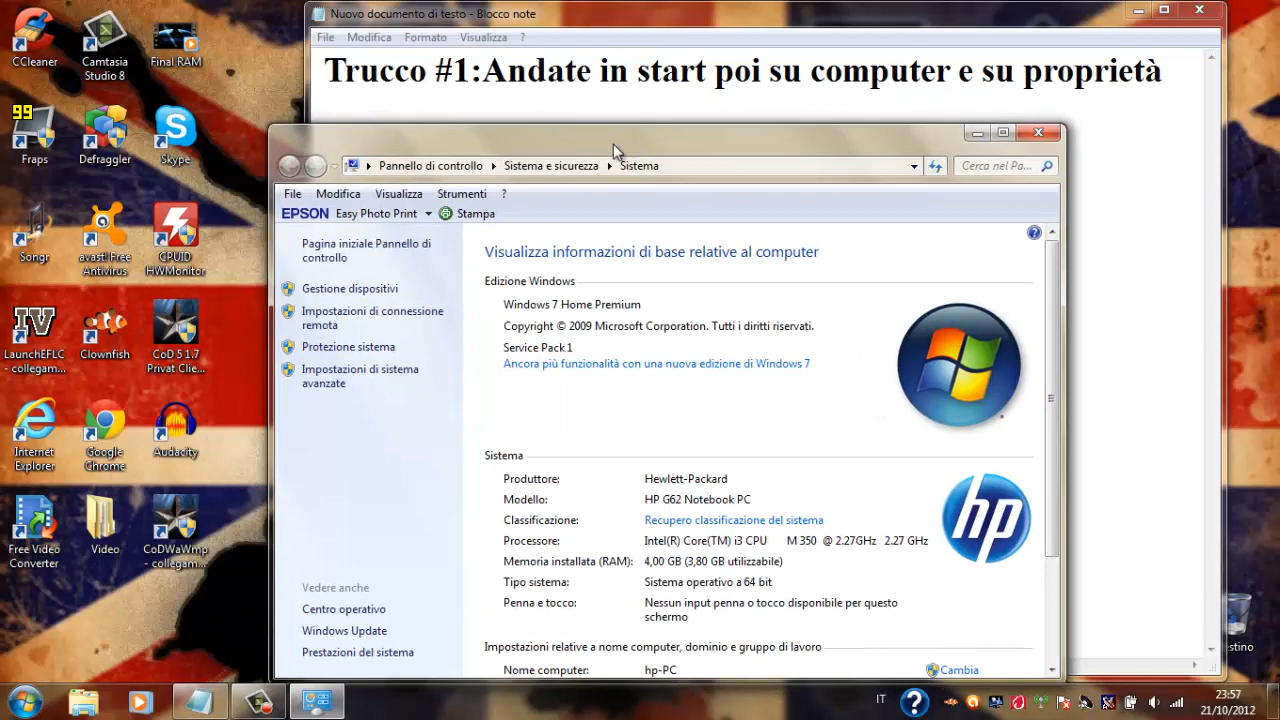 CCleaner
Camtasia
Studio 8
Final RAM
99
Fraps
Defraggler
Skype
Songr
avast! Free
Antivirus
CPUID
HWMonitor
IV
LaunchEFLC
- collegam...
Clownfish
CoD 5 1.7
Privat Clie...
Internet
Explorer
Google
Chrome
Audacity
Free Video
Converter
Video
CoDWaWmp
- collegam...
Nuovo documento di testo - Blocco note
File Modifica Formato Visualizza ?
Trucco #1:Andate in start poi su computer e su proprietà
Pannello di controllo Sistema e sicurezza Sistema
Cerca nel Pa...
File Modifica Visualizza Strumenti ?
EPSON Easy Photo Print Stampa
Pagina iniziale Pannello di
controllo
Gestione dispositivi
Impostazioni di connessione
remota
Protezione sistema
Impostazioni di sistema
avanzate
Vedere anche
Centro operativo
Windows Update
Prestazioni del sistema
Visualizza informazioni di base relative al computer
Edizione Windows
Windows 7 Home Premium
Copyright © 2009 Microsoft Corporation. Tutti i diritti riservati.
Service Pack 1
Ancora più funzionalità con una nuova edizione di Windows 7
Sistema
Produttore: Hewlett-Packard
Modello: HP G62 Notebook PC
Classificazione: Recupero classificazione del sistema
Processore: Intel(R) Core(TM) i3 CPU M 350 @ 2.27GHz 2.27 GHz
Memoria installata (RAM): 4,00 GB (3,80 GB utilizzabile)
Tipo sistema: Sistema operativo a 64 bit
Penna e tocco: Nessun input penna o tocco disponibile per questo
schermo
hp
Impostazioni relative a nome computer, dominio e gruppo di lavoro
Nome computer: hp-PC Cambia
estino
IT
23:57
21/10/2012